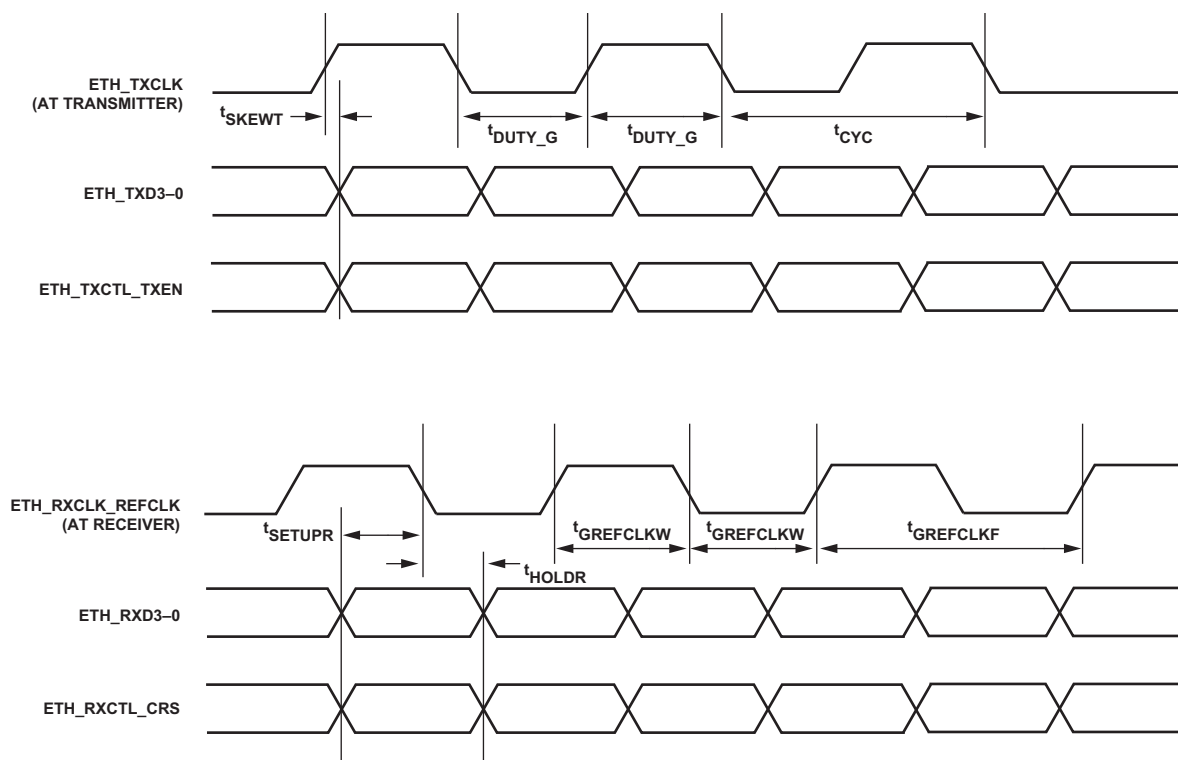 ETH_TXCLK
(AT TRANSMITTER)
tSKEWT
tDUTY_G
tDUTY_G
tCYC
ETH_TXD3–0
ETH_TXCTL_TXEN
ETH_RXCLK_REFCLK
(AT RECEIVER)
tSETUPR
tGREFCLKW
tGREFCLKW
tGREFCLKF
tHOLDR
ETH_RXD3–0
ETH_RXCTL_CRS